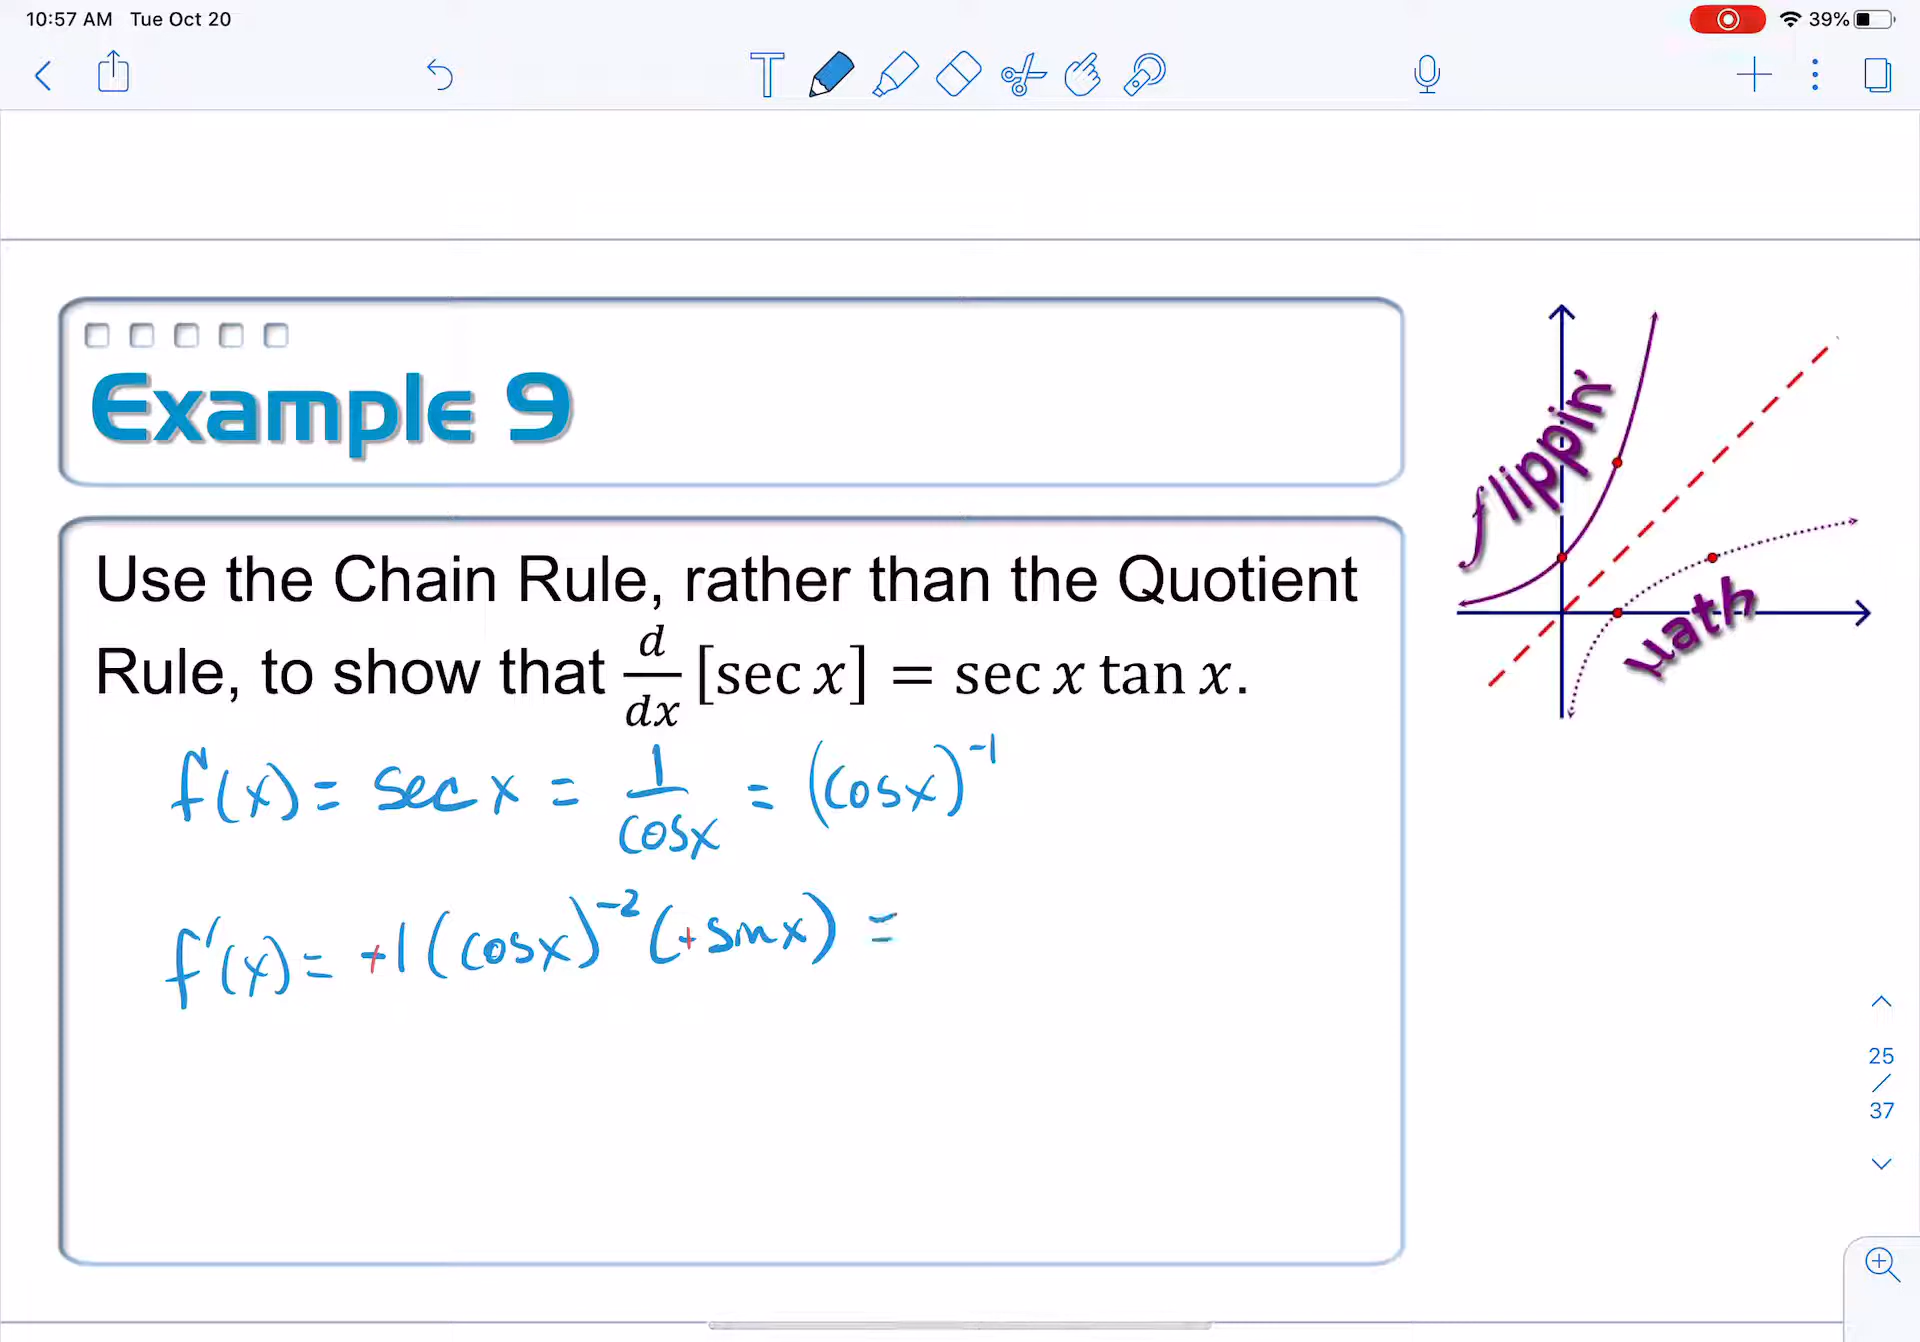 10:57 AM Tue Oct 20
39%
T
Example 9
flippin'
math
Use the Chain Rule, rather than the Quotient
Rule, to show that d/dx [sec x] = sec x tan x.
f(x) = sec x = 1/cosx = (cosx)^-1
f'(x) = +1 (cosx)^-2 (+sinx) =
25
/
37